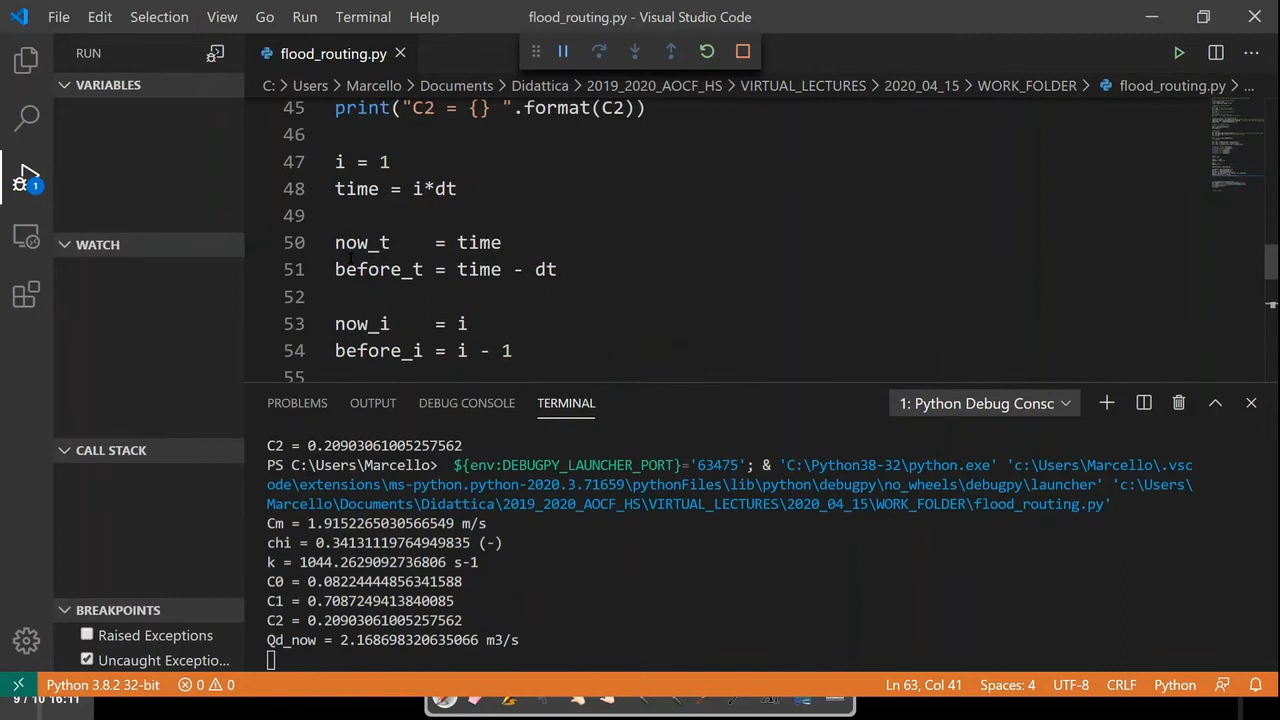 File Edit Selection View Go Run Terminal Help flood_routing.py - Visual Studio Code
RUN
flood_routing.py
C: > Users > Marcello > Documents > Didattica > 2019_2020_AOCF_HS > VIRTUAL_LECTURES > 2020_04_15 > WORK_FOLDER > flood_routing.py > ...
VARIABLES
WATCH
CALL STACK
BREAKPOINTS
Raised Exceptions
Uncaught Exceptio...
1
45 print("C2 = {} ".format(C2))
46
47 i = 1
48 time = i*dt
49
50 now_t    = time
51 before_t = time - dt
52
53 now_i    = i
54 before_i = i - 1
55
PROBLEMS OUTPUT DEBUG CONSOLE TERMINAL 1: Python Debug Consc
C2 = 0.20903061005257562
PS C:\Users\Marcello>  ${env:DEBUGPY_LAUNCHER_PORT}='63475'; & 'C:\Python38-32\python.exe' 'c:\Users\Marcello\.vsc
ode\extensions\ms-python.python-2020.3.71659\pythonFiles\lib\python\debugpy\no_wheels\debugpy\launcher' 'c:\Users\
Marcello\Documents\Didattica\2019_2020_AOCF_HS\VIRTUAL_LECTURES\2020_04_15\WORK_FOLDER\flood_routing.py'
Cm = 1.9152265030566549 m/s
chi = 0.34131119764949835 (-)
k = 1044.2629092736806 s-1
C0 = 0.08224444856341588
C1 = 0.7087249413840085
C2 = 0.20903061005257562
Qd_now = 2.168698320635066 m3/s
Python 3.8.2 32-bit 0 0 Ln 63, Col 41 Spaces: 4 UTF-8 CRLF Python
9 / 10 16:11